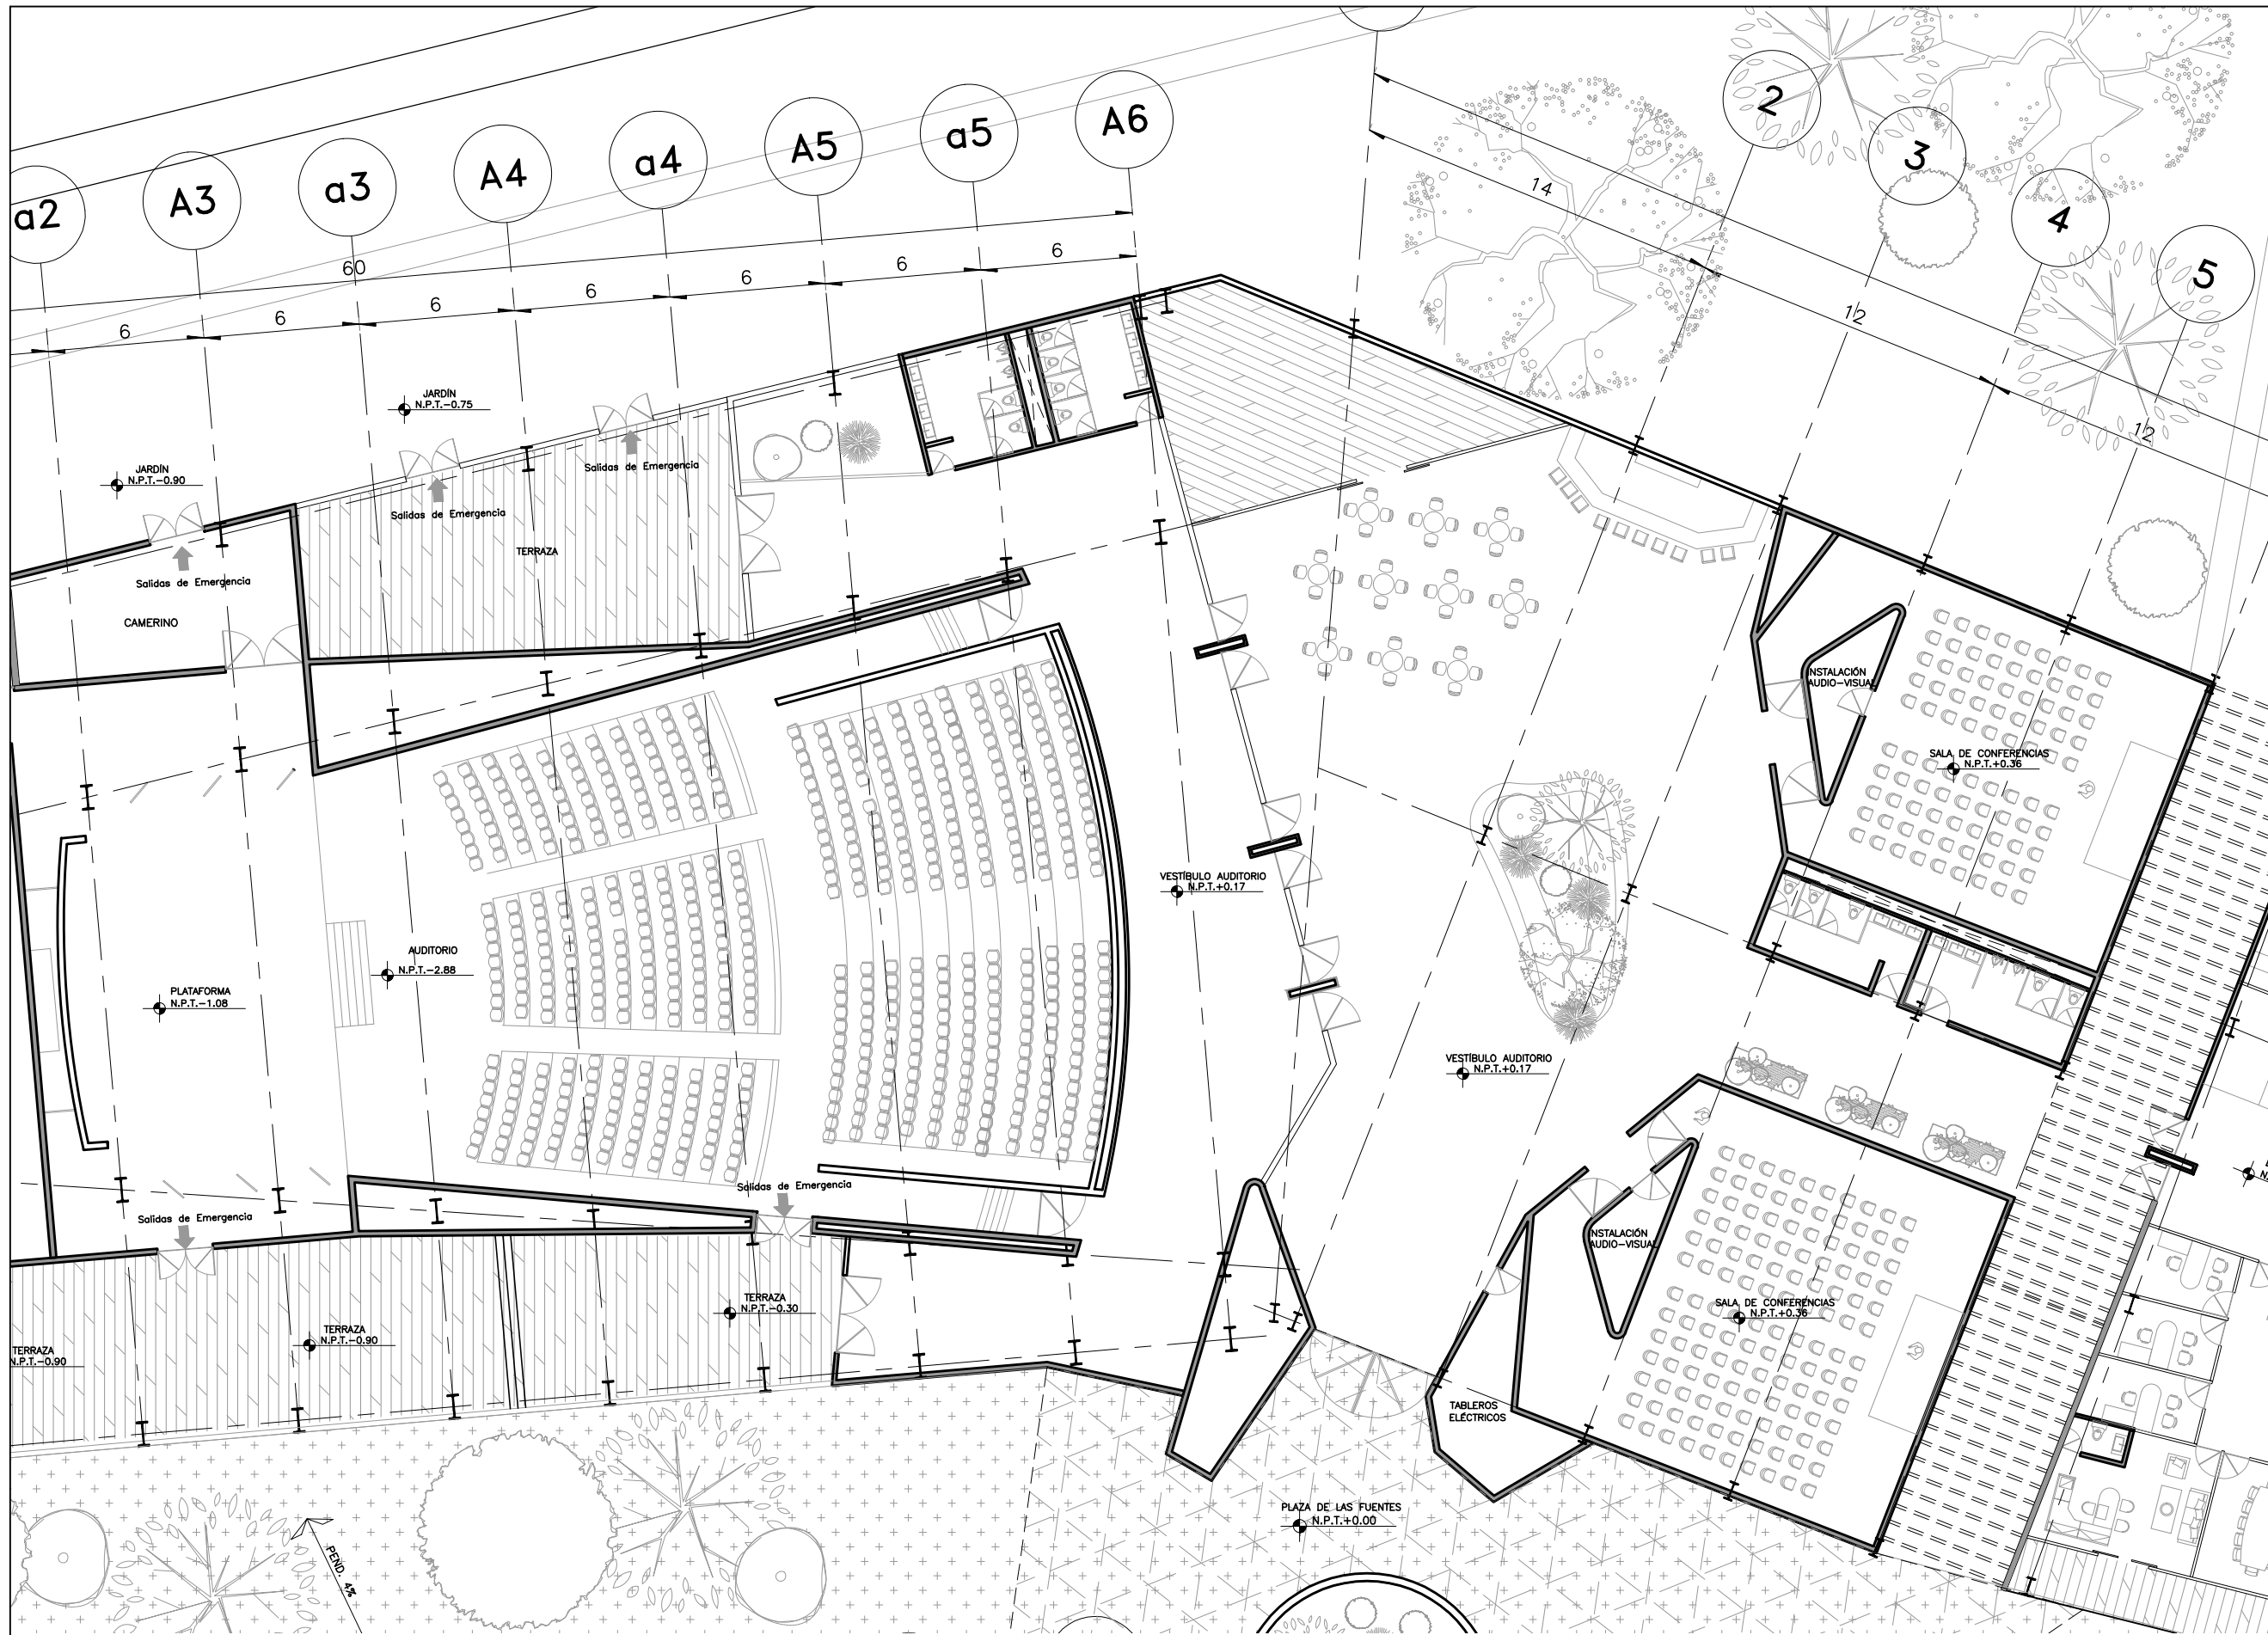 a2
A3
a3
A4
a4
A5
a5
A6
2
3
4
5
60
6
6
6
6
6
6
6
14
12
12
JARDÍN
N.P.T.-0.75
JARDÍN
N.P.T.-0.90
Salidas de Emergencia
Salidas de Emergencia
Salidas de Emergencia
TERRAZA
CAMERINO
INSTALACIÓN
AUDIO-VISUAL
SALA DE CONFERENCIAS
N.P.T.+0.36
VESTÍBULO AUDITORIO
N.P.T.+0.17
AUDITORIO
N.P.T.-2.88
PLATAFORMA
N.P.T.-1.08
VESTÍBULO AUDITORIO
N.P.T.+0.17
Salidas de Emergencia
Salidas de Emergencia
INSTALACIÓN
AUDIO-VISUAL
SALA DE CONFERENCIAS
N.P.T.+0.36
TERRAZA
N.P.T.-0.30
TERRAZA
N.P.T.-0.90
TERRAZA
N.P.T.-0.90
TABLEROS
ELÉCTRICOS
PLAZA DE LAS FUENTES
N.P.T.+0.00
PEND. 4%